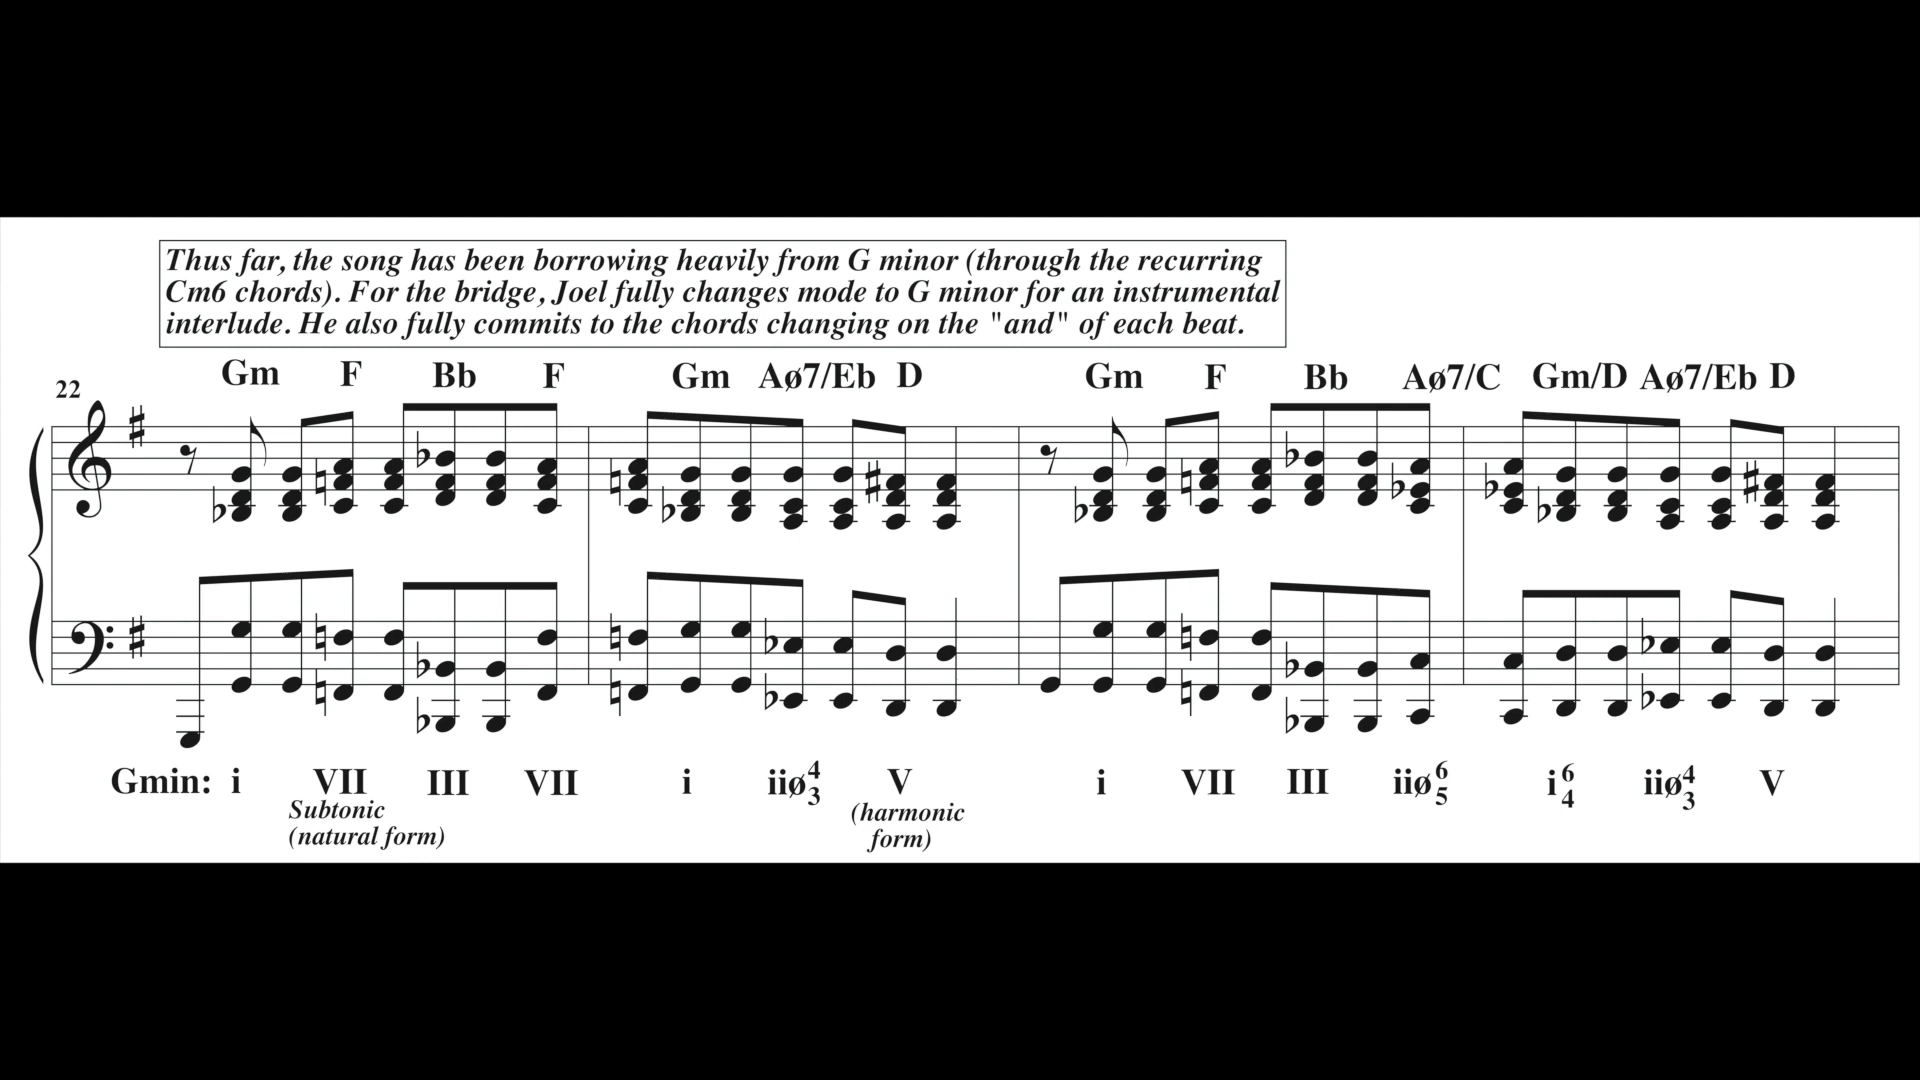 Thus far, the song has been borrowing heavily from G minor (through the recurring
Cm6 chords). For the bridge, Joel fully changes mode to G minor for an instrumental
interlude. He also fully commits to the chords changing on the "and" of each beat.
Gm F Bb F Gm Aø7/Eb D Gm F Bb Aø7/C Gm/D Aø7/Eb D
22
Gmin: i VII III VII i iiø4/3 V i VII III iiø6/5 i6/4 iiø4/3 V
Subtonic
(natural form)
(harmonic
form)